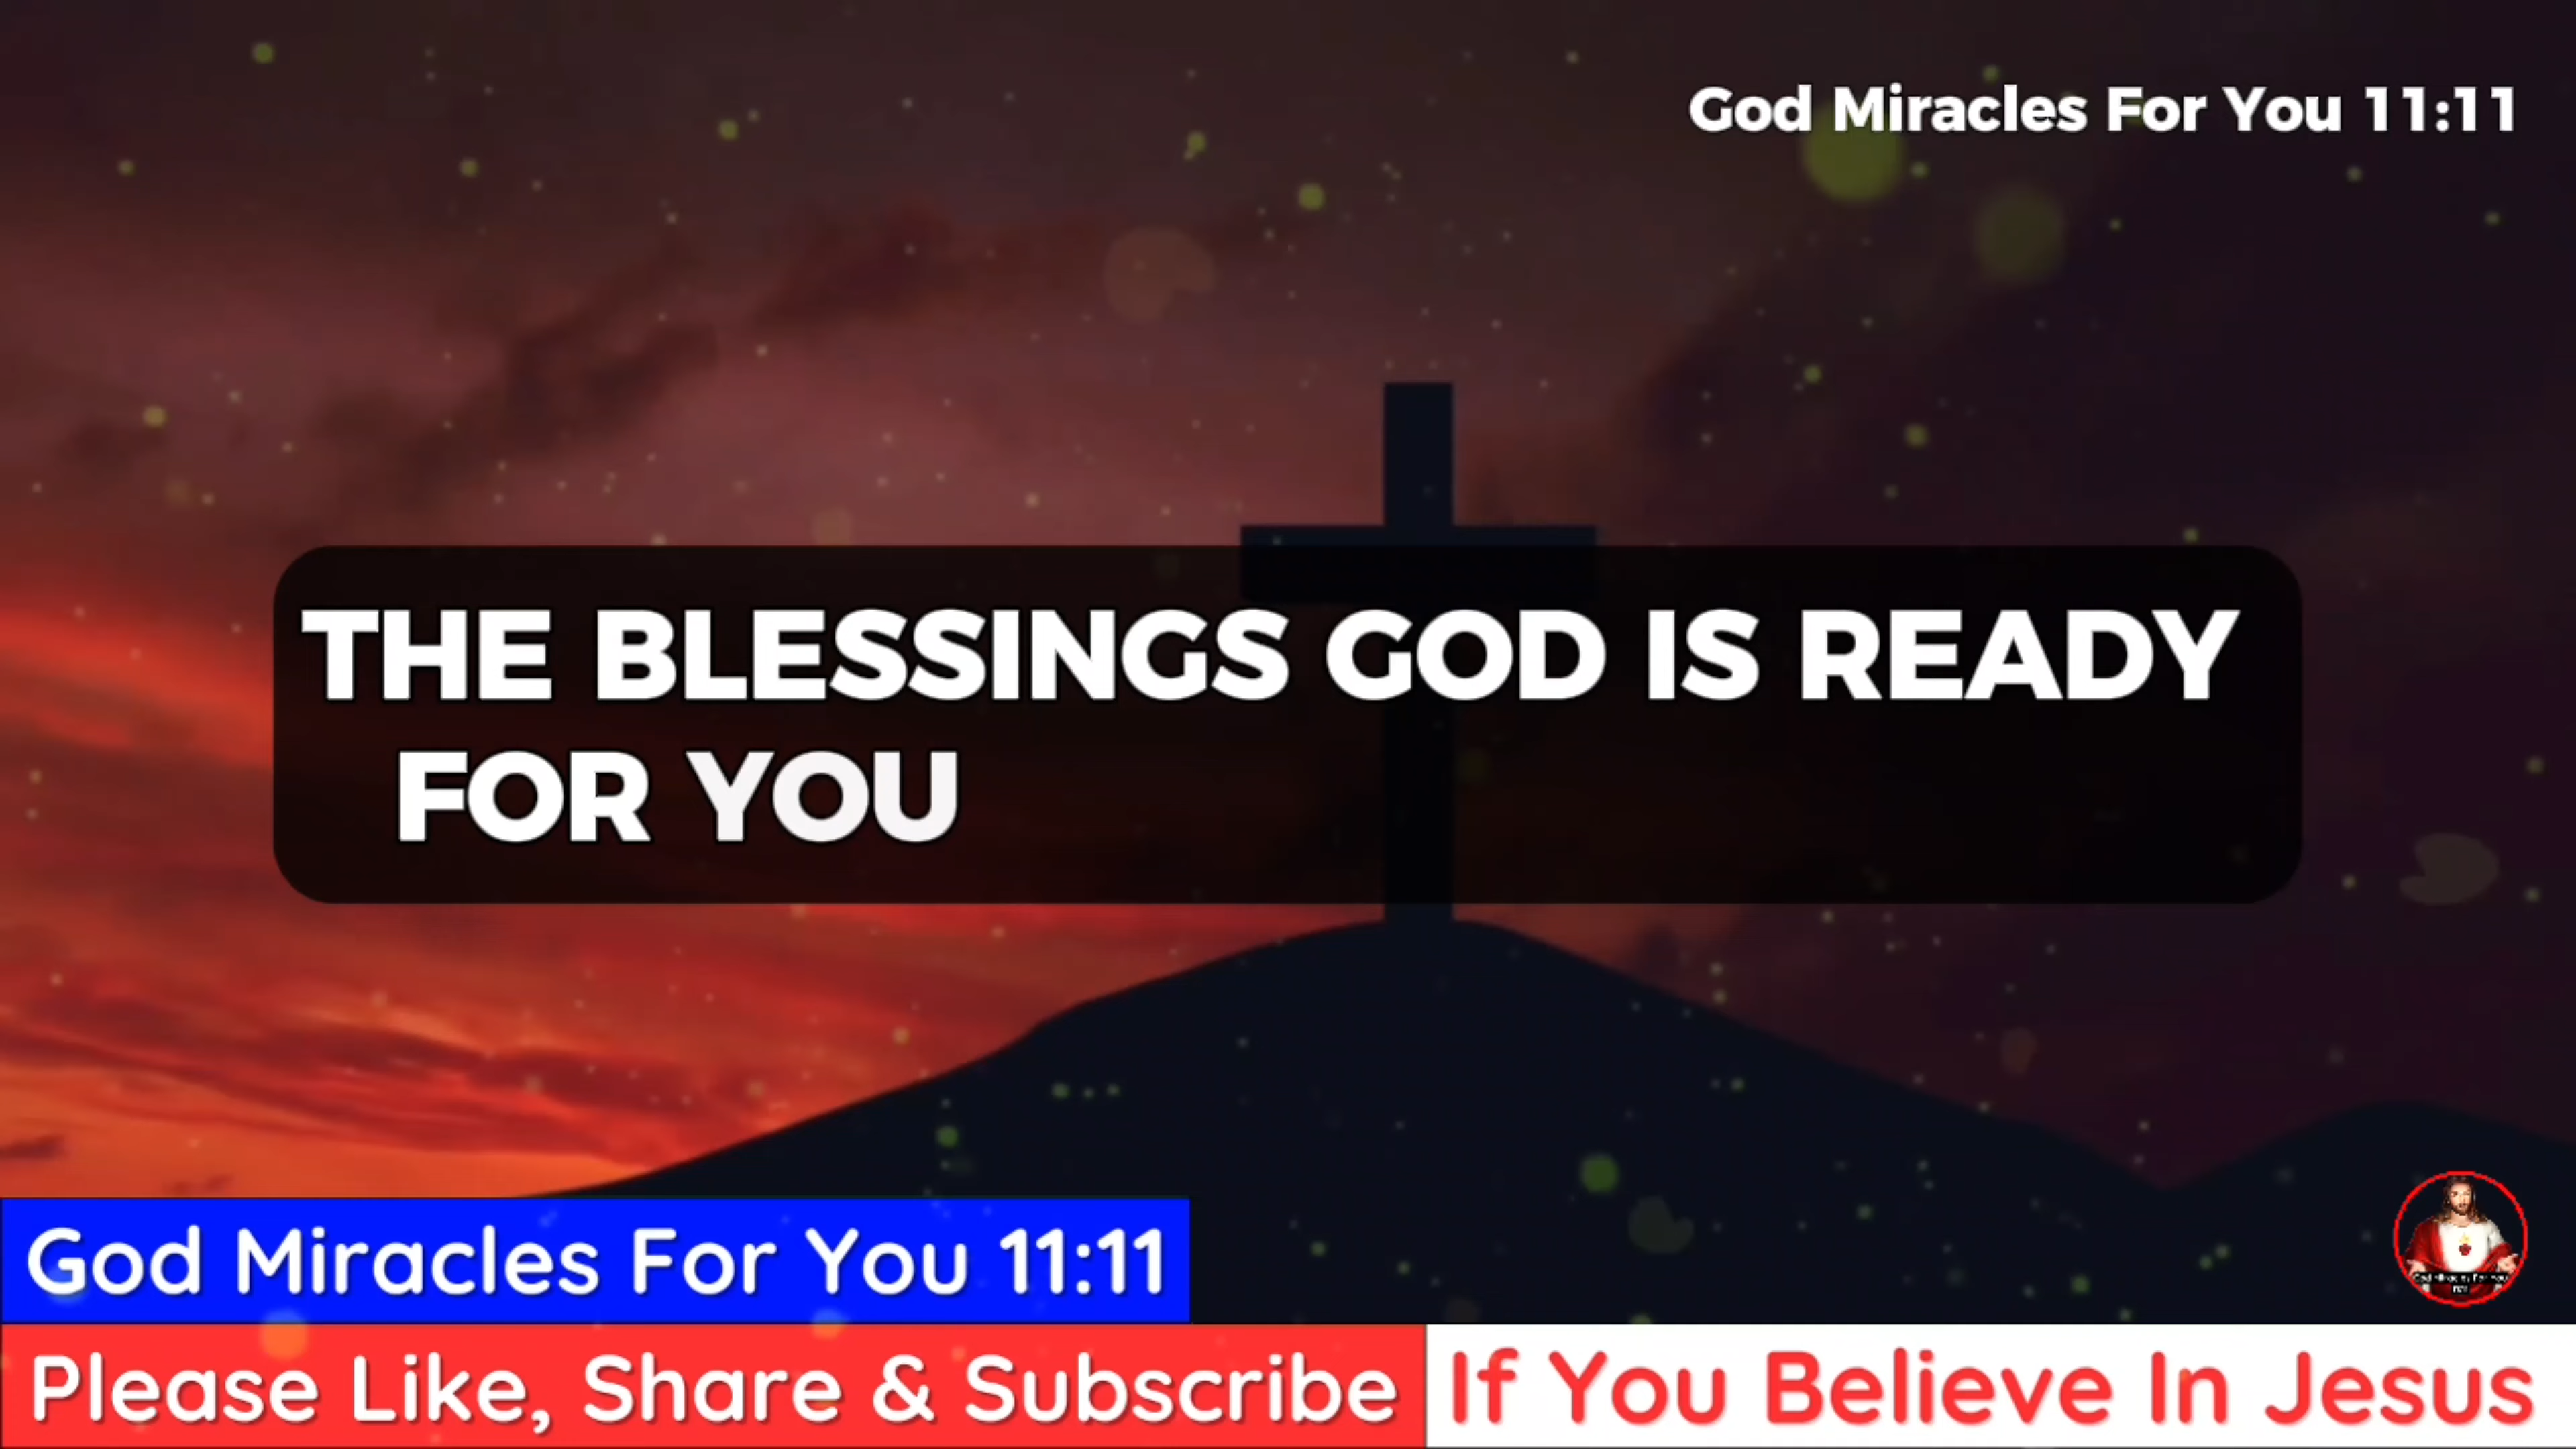 God Miracles For You 11:11
THE BLESSINGS GOD IS READY
FOR YOU
God Miracles For You 11:11
Please Like, Share & Subscribe If You Believe In Jesus